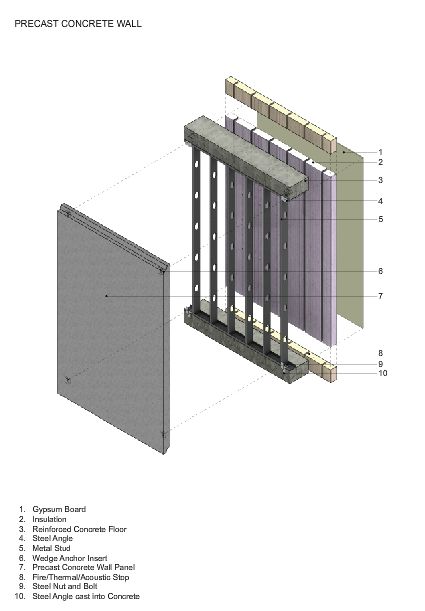 PRECAST CONCRETE WALL
1
2
3
4
5
6
7
8
9
10
1. Gypsum Board
2. Insulation
3. Reinforced Concrete Floor
4. Steel Angle
5. Metal Stud
6. Wedge Anchor Insert
7. Precast Concrete Wall Panel
8. Fire/Thermal/Acoustic Stop
9. Steel Nut and Bolt
10. Steel Angle cast into Concrete